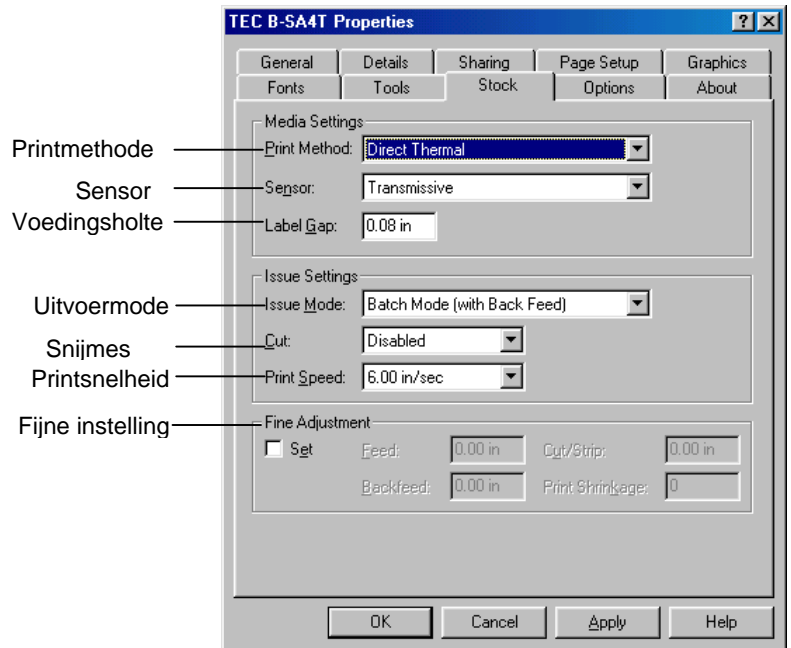 TEC B-SA4T Properties
General Details Sharing Page Setup Graphics
Fonts Tools Stock Options About
Media Settings
Printmethode Print Method: Direct Thermal
Sensor Sensor: Transmissive
Voedingsholte Label Gap: 0.08 in
Issue Settings
Uitvoermode Issue Mode: Batch Mode (with Back Feed)
Snijmes Cut: Disabled
Printsnelheid Print Speed: 6.00 in/sec
Fijne instelling Fine Adjustment
Set Feed: 0.00 in Cut/Strip: 0.00 in
Backfeed: 0.00 in Print Shrinkage: 0
OK Cancel Apply Help